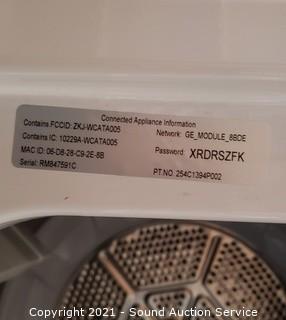 Connected Appliance Information
Contains FCCID: ZKJ-WCATA005
Network: GE_MODULE_8BDE
Contains IC: 10229A-WCATA005
Password: XRDRSZFK
MAC ID: 06-D8-28-C9-2E-8B
Serial: RM847591C
PT.NO. 254C1394P002
Copyright 2021 - Sound Auction Service